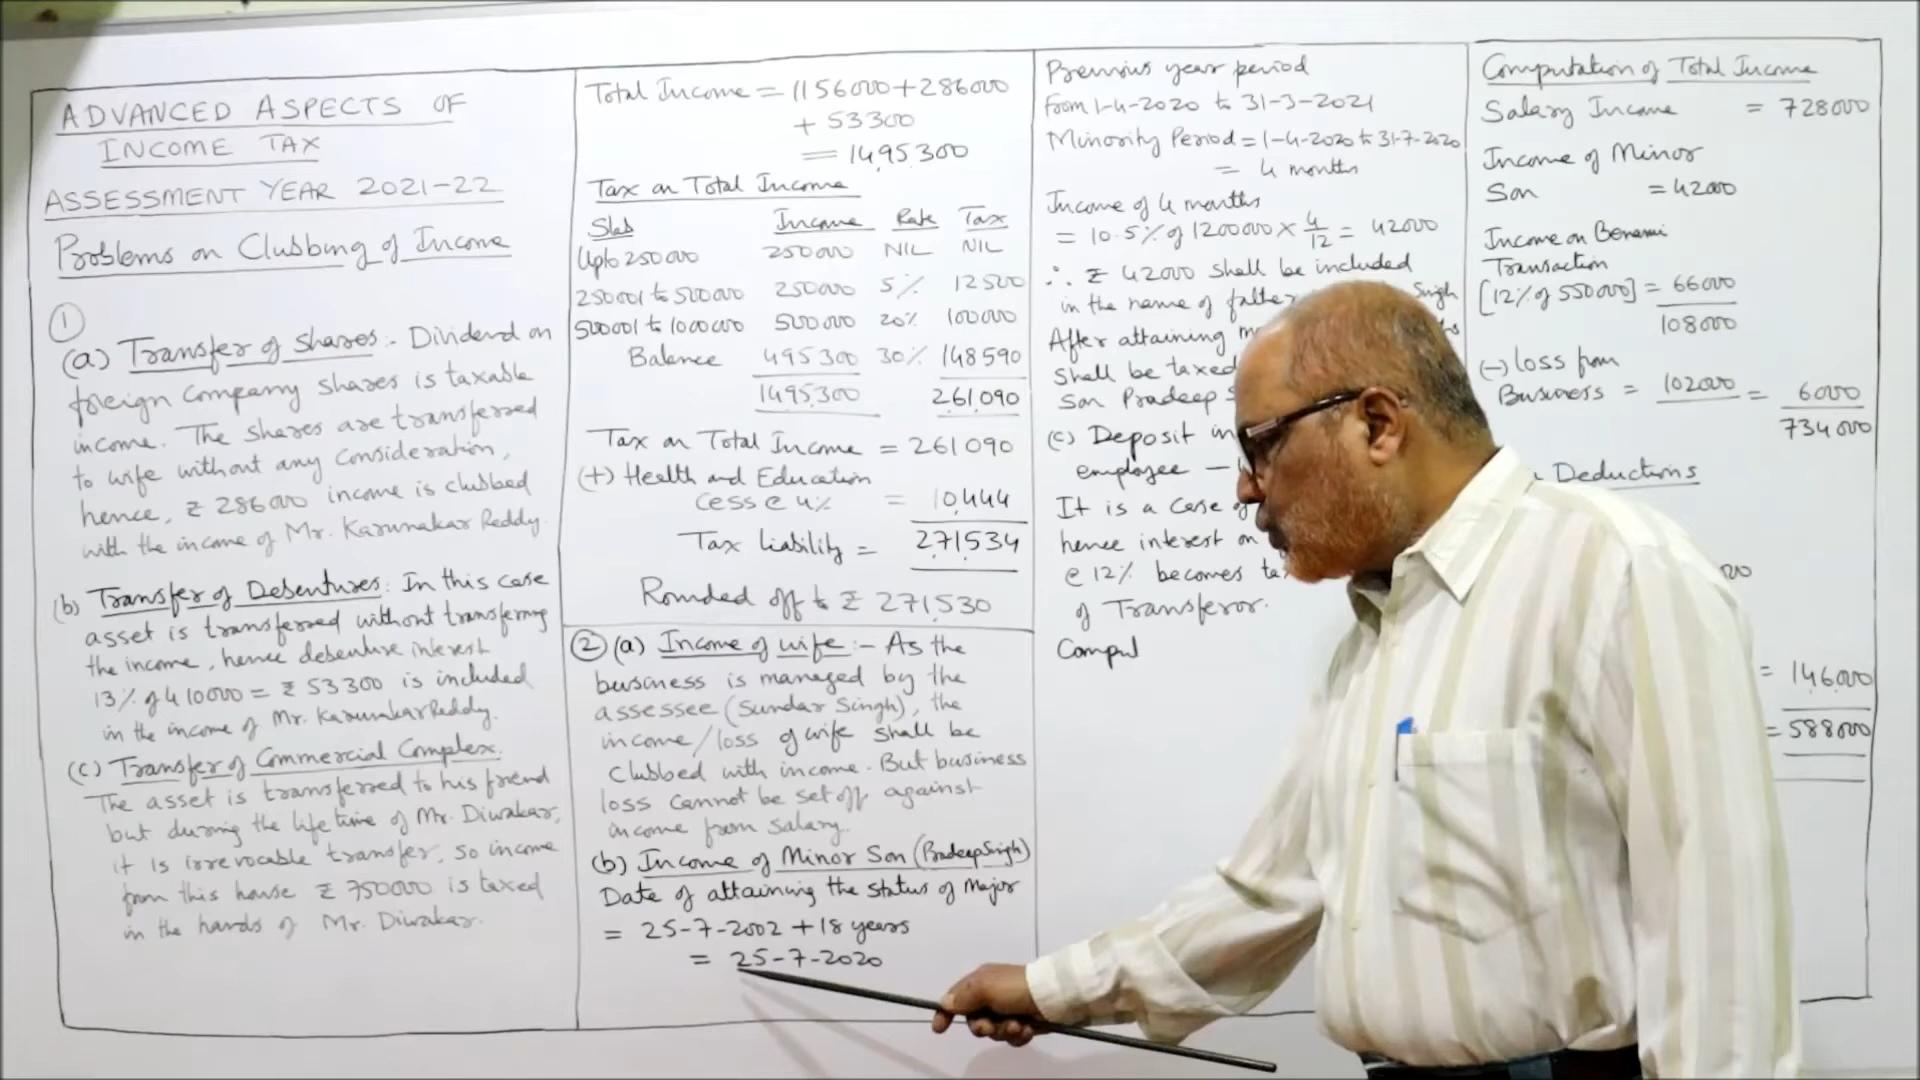 ADVANCED ASPECTS OF
INCOME TAX
ASSESSMENT YEAR 2021-22
Problems on Clubbing of Income
①
(a) Transfer of Shares:- Dividend on
foreign company shares is taxable
income. The shares are transferred
to wife without any consideration,
hence, ₹ 286000 income is clubbed
with the income of Mr. Karunakar Reddy.
(b) Transfer of Debentures: In this case
asset is transferred without transferring
the income, hence debenture interest
13% of 410000 = ₹ 53300 is included
in the income of Mr. Karunakar Reddy.
(c) Transfer of Commercial Complex.
The asset is transferred to his friend
but during the life time of Mr. Diwakar,
it is irrevocable transfer, so income
from this house ₹ 750000 is taxed
in the hands of Mr. Diwakar.
Total Income = 1156000 + 286000
+ 53300
= 1495300
Tax on Total Income
Slab Income Rate Tax
Upto 250000 250000 NIL NIL
250001 to 500000 250000 5% 12500
500001 to 1000000 500000 20% 100000
Balance 495300 30% 148590
1495300 261090
Tax on Total Income = 261090
(+) Health and Education
Cess @ 4% = 10,444
Tax liability = 271534
Rounded off to ₹ 271530
② (a) Income of wife:- As the
business is managed by the
assessee (Sundar Singh), the
income/loss of wife shall be
clubbed with income. But business
loss cannot be set off against
income from salary.
(b) Income of Minor Son (Pradeep Singh)
Date of attaining the status of Major
= 25-7-2002 + 18 years
= 25-7-2020
Previous year period
from 1-4-2020 to 31-3-2021
Minority Period = 1-4-2020 to 31-7-2020
= 4 months
Income of 4 months
= 10.5% of 1200000 × 4/12 = 42000
∴ ₹ 42000 shall be included
in the name of father Singh
After attaining
shall be taxed
Son Pradeep
(c) Deposit in
employee -
It is a case of
hence interest on
@ 12% becomes
of Transferor.
Comput
Computation of Total Income
Salary Income = 728000
Income of Minor
Son = 42000
Income on Benami
Transaction
[12% of 550000] = 66000
108000
(-) loss from
Business = 102000 = 6000
734000
Deductions
= 146000
= 588000